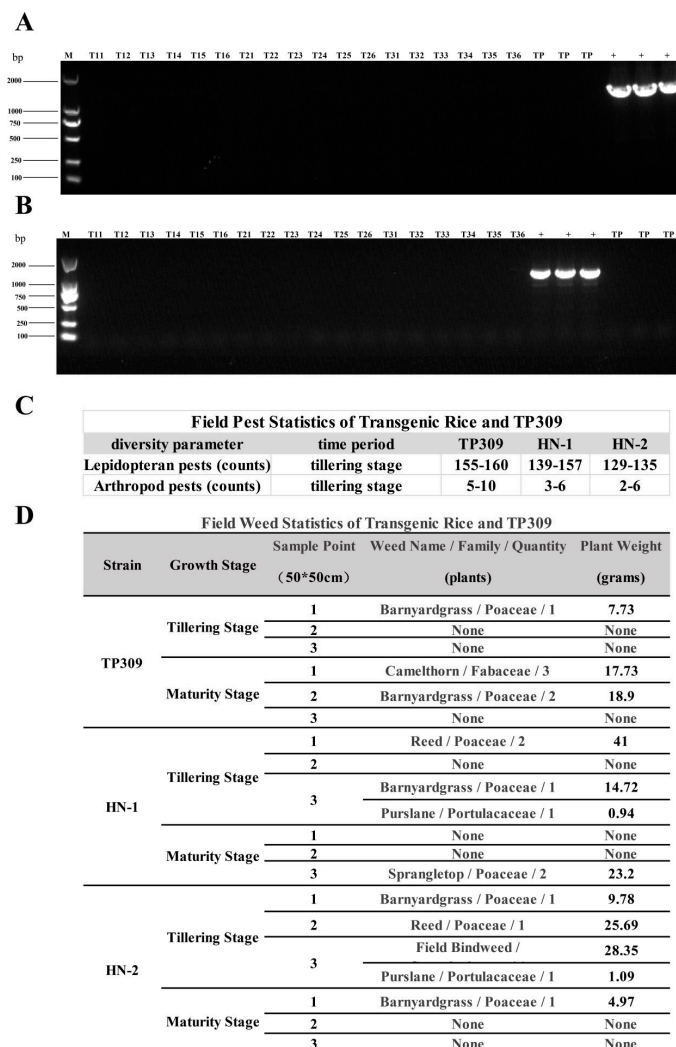 A
bp M T11 T12 T13 T14 T15 T16 T21 T22 T23 T24 T25 T26 T31 T32 T33 T34 T35 T36 TP TP TP + + +
2000
1000
750
500
250
100
B
bp M T11 T12 T13 T14 T15 T16 T21 T22 T23 T24 T25 T26 T31 T32 T33 T34 T35 T36 + + + TP TP TP
2000
1000
750
500
250
100
C
Field Pest Statistics of Transgenic Rice and TP309
diversity parameter time period TP309 HN-1 HN-2
Lepidopteran pests (counts) tillering stage 155-160 139-157 129-135
Arthropod pests (counts) tillering stage 5-10 3-6 2-6
D
Field Weed Statistics of Transgenic Rice and TP309
Strain Growth Stage Sample Point (50*50cm) Weed Name / Family / Quantity (plants) Plant Weight (grams)
TP309 Tillering Stage 1 Barnyardgrass / Poaceae / 1 7.73
2 None None
3 None None
Maturity Stage 1 Camelthorn / Fabaceae / 3 17.73
2 Barnyardgrass / Poaceae / 2 18.9
3 None None
HN-1 Tillering Stage 1 Reed / Poaceae / 2 41
2 None None
3 Barnyardgrass / Poaceae / 1 14.72
Purslane / Portulacaceae / 1 0.94
Maturity Stage 1 None None
2 None None
3 Sprangletop / Poaceae / 2 23.2
HN-2 Tillering Stage 1 Barnyardgrass / Poaceae / 1 9.78
2 Reed / Poaceae / 1 25.69
3 Field Bindweed / 28.35
Purslane / Portulacaceae / 1 1.09
Maturity Stage 1 Barnyardgrass / Poaceae / 1 4.97
2 None None
3 None None